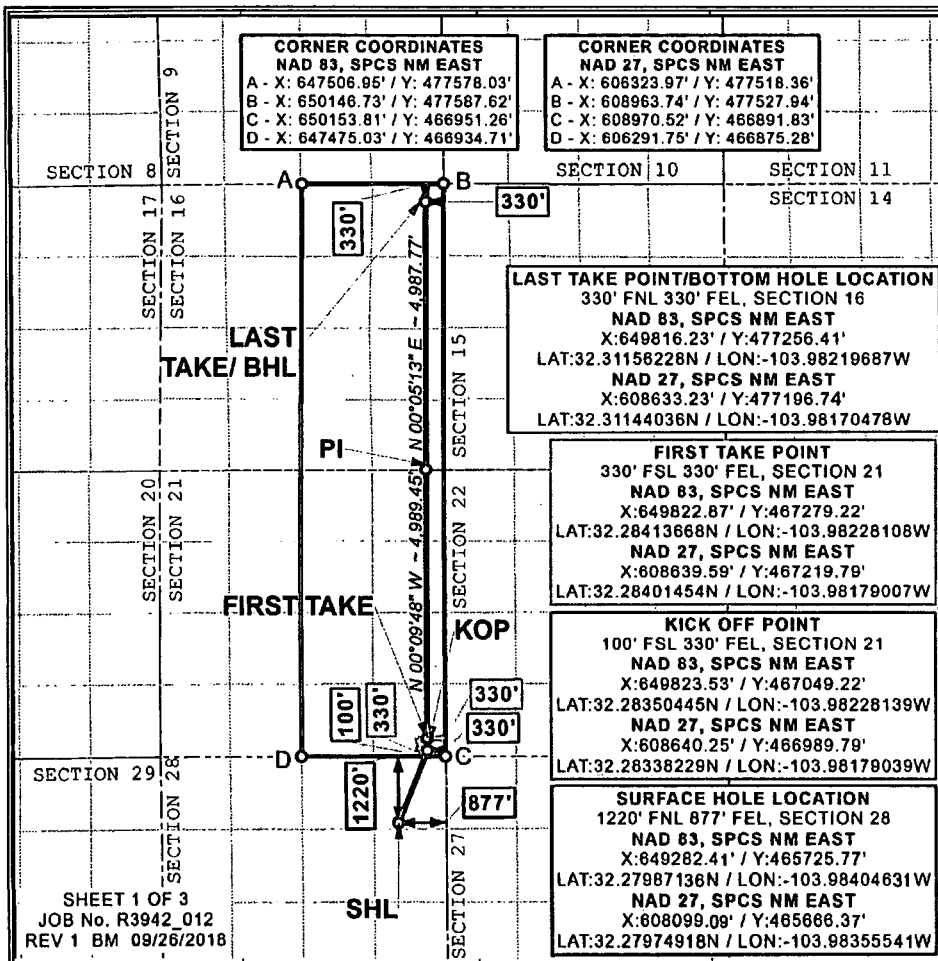 CORNER COORDINATES
NAD 83, SPCS NM EAST
A - X: 647506.95' / Y: 477578.03'
B - X: 650146.73' / Y: 477587.62'
C - X: 650153.81' / Y: 466951.26'
D - X: 647475.03' / Y: 466934.71'
CORNER COORDINATES
NAD 27, SPCS NM EAST
A - X: 606323.97' / Y: 477518.36'
B - X: 608963.74' / Y: 477527.94'
C - X: 608970.52' / Y: 466891.83'
D - X: 606291.75' / Y: 466875.28'
SECTION 9
SECTION 8
SECTION 10
SECTION 11
SECTION 14
SECTION 17
SECTION 16
A
B
330'
330'
N 00°05'13" E ~ 4,987.77'
LAST
TAKE/ BHL
SECTION 15
LAST TAKE POINT/BOTTOM HOLE LOCATION
330' FNL 330' FEL, SECTION 16
NAD 83, SPCS NM EAST
X:649816.23' / Y:477256.41'
LAT:32.31156228N / LON:-103.98219687W
NAD 27, SPCS NM EAST
X:608633.23' / Y:477196.74'
LAT:32.31144036N / LON:-103.98170478W
PI
SECTION 20
SECTION 21
SECTION 22
N 00°09'48" W ~ 4,989.45'
FIRST TAKE POINT
330' FSL 330' FEL, SECTION 21
NAD 83, SPCS NM EAST
X:649822.87' / Y:467279.22'
LAT:32.28413668N / LON:-103.98228108W
NAD 27, SPCS NM EAST
X:608639.59' / Y:467219.79'
LAT:32.28401454N / LON:-103.98179007W
FIRST TAKE
KOP
KICK OFF POINT
100' FSL 330' FEL, SECTION 21
NAD 83, SPCS NM EAST
X:649823.53' / Y:467049.22'
LAT:32.28350445N / LON:-103.98228139W
NAD 27, SPCS NM EAST
X:608640.25' / Y:466989.79'
LAT:32.28338229N / LON:-103.98179039W
100'
330'
330'
330'
D
C
SECTION 29
SECTION 28
1220'
877'
SECTION 27
SURFACE HOLE LOCATION
1220' FNL 877' FEL, SECTION 28
NAD 83, SPCS NM EAST
X:649282.41' / Y:465725.77'
LAT:32.27987136N / LON:-103.98404631W
NAD 27, SPCS NM EAST
X:608099.09' / Y:465666.37'
LAT:32.27974918N / LON:-103.98355541W
SHL
SHEET 1 OF 3
JOB No. R3942_012
REV 1 BM 09/26/2018